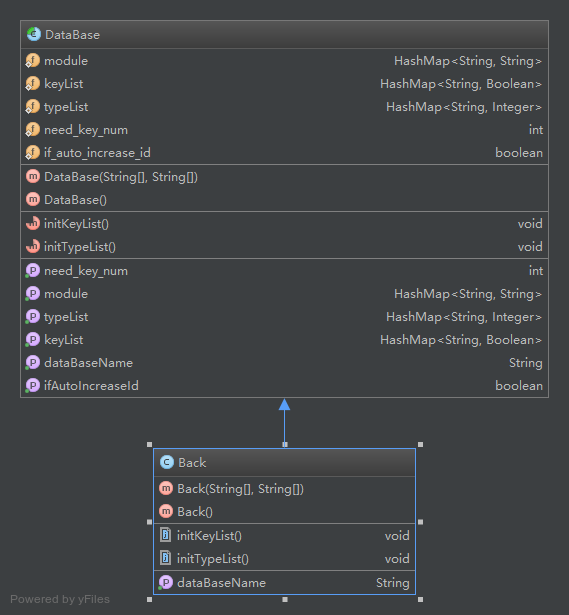 DataBase
module HashMap<String, String>
keyList HashMap<String, Boolean>
typeList HashMap<String, Integer>
need_key_num int
if_auto_increase_id boolean
DataBase(String[], String[])
DataBase()
initKeyList() void
initTypeList() void
need_key_num int
module HashMap<String, String>
typeList HashMap<String, Integer>
keyList HashMap<String, Boolean>
dataBaseName String
ifAutoIncreaseId boolean
Back
Back(String[], String[])
Back()
initKeyList() void
initTypeList() void
dataBaseName String
Powered by yFiles